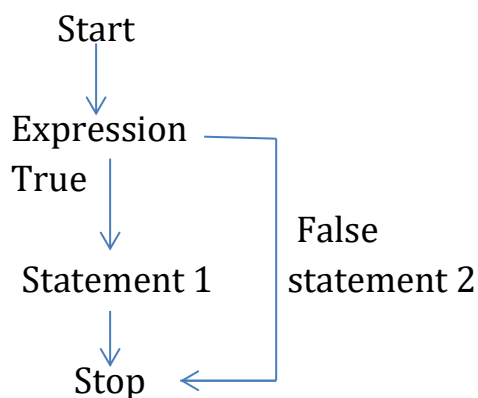 Start
Expression
True
False
Statement 1
statement 2
Stop